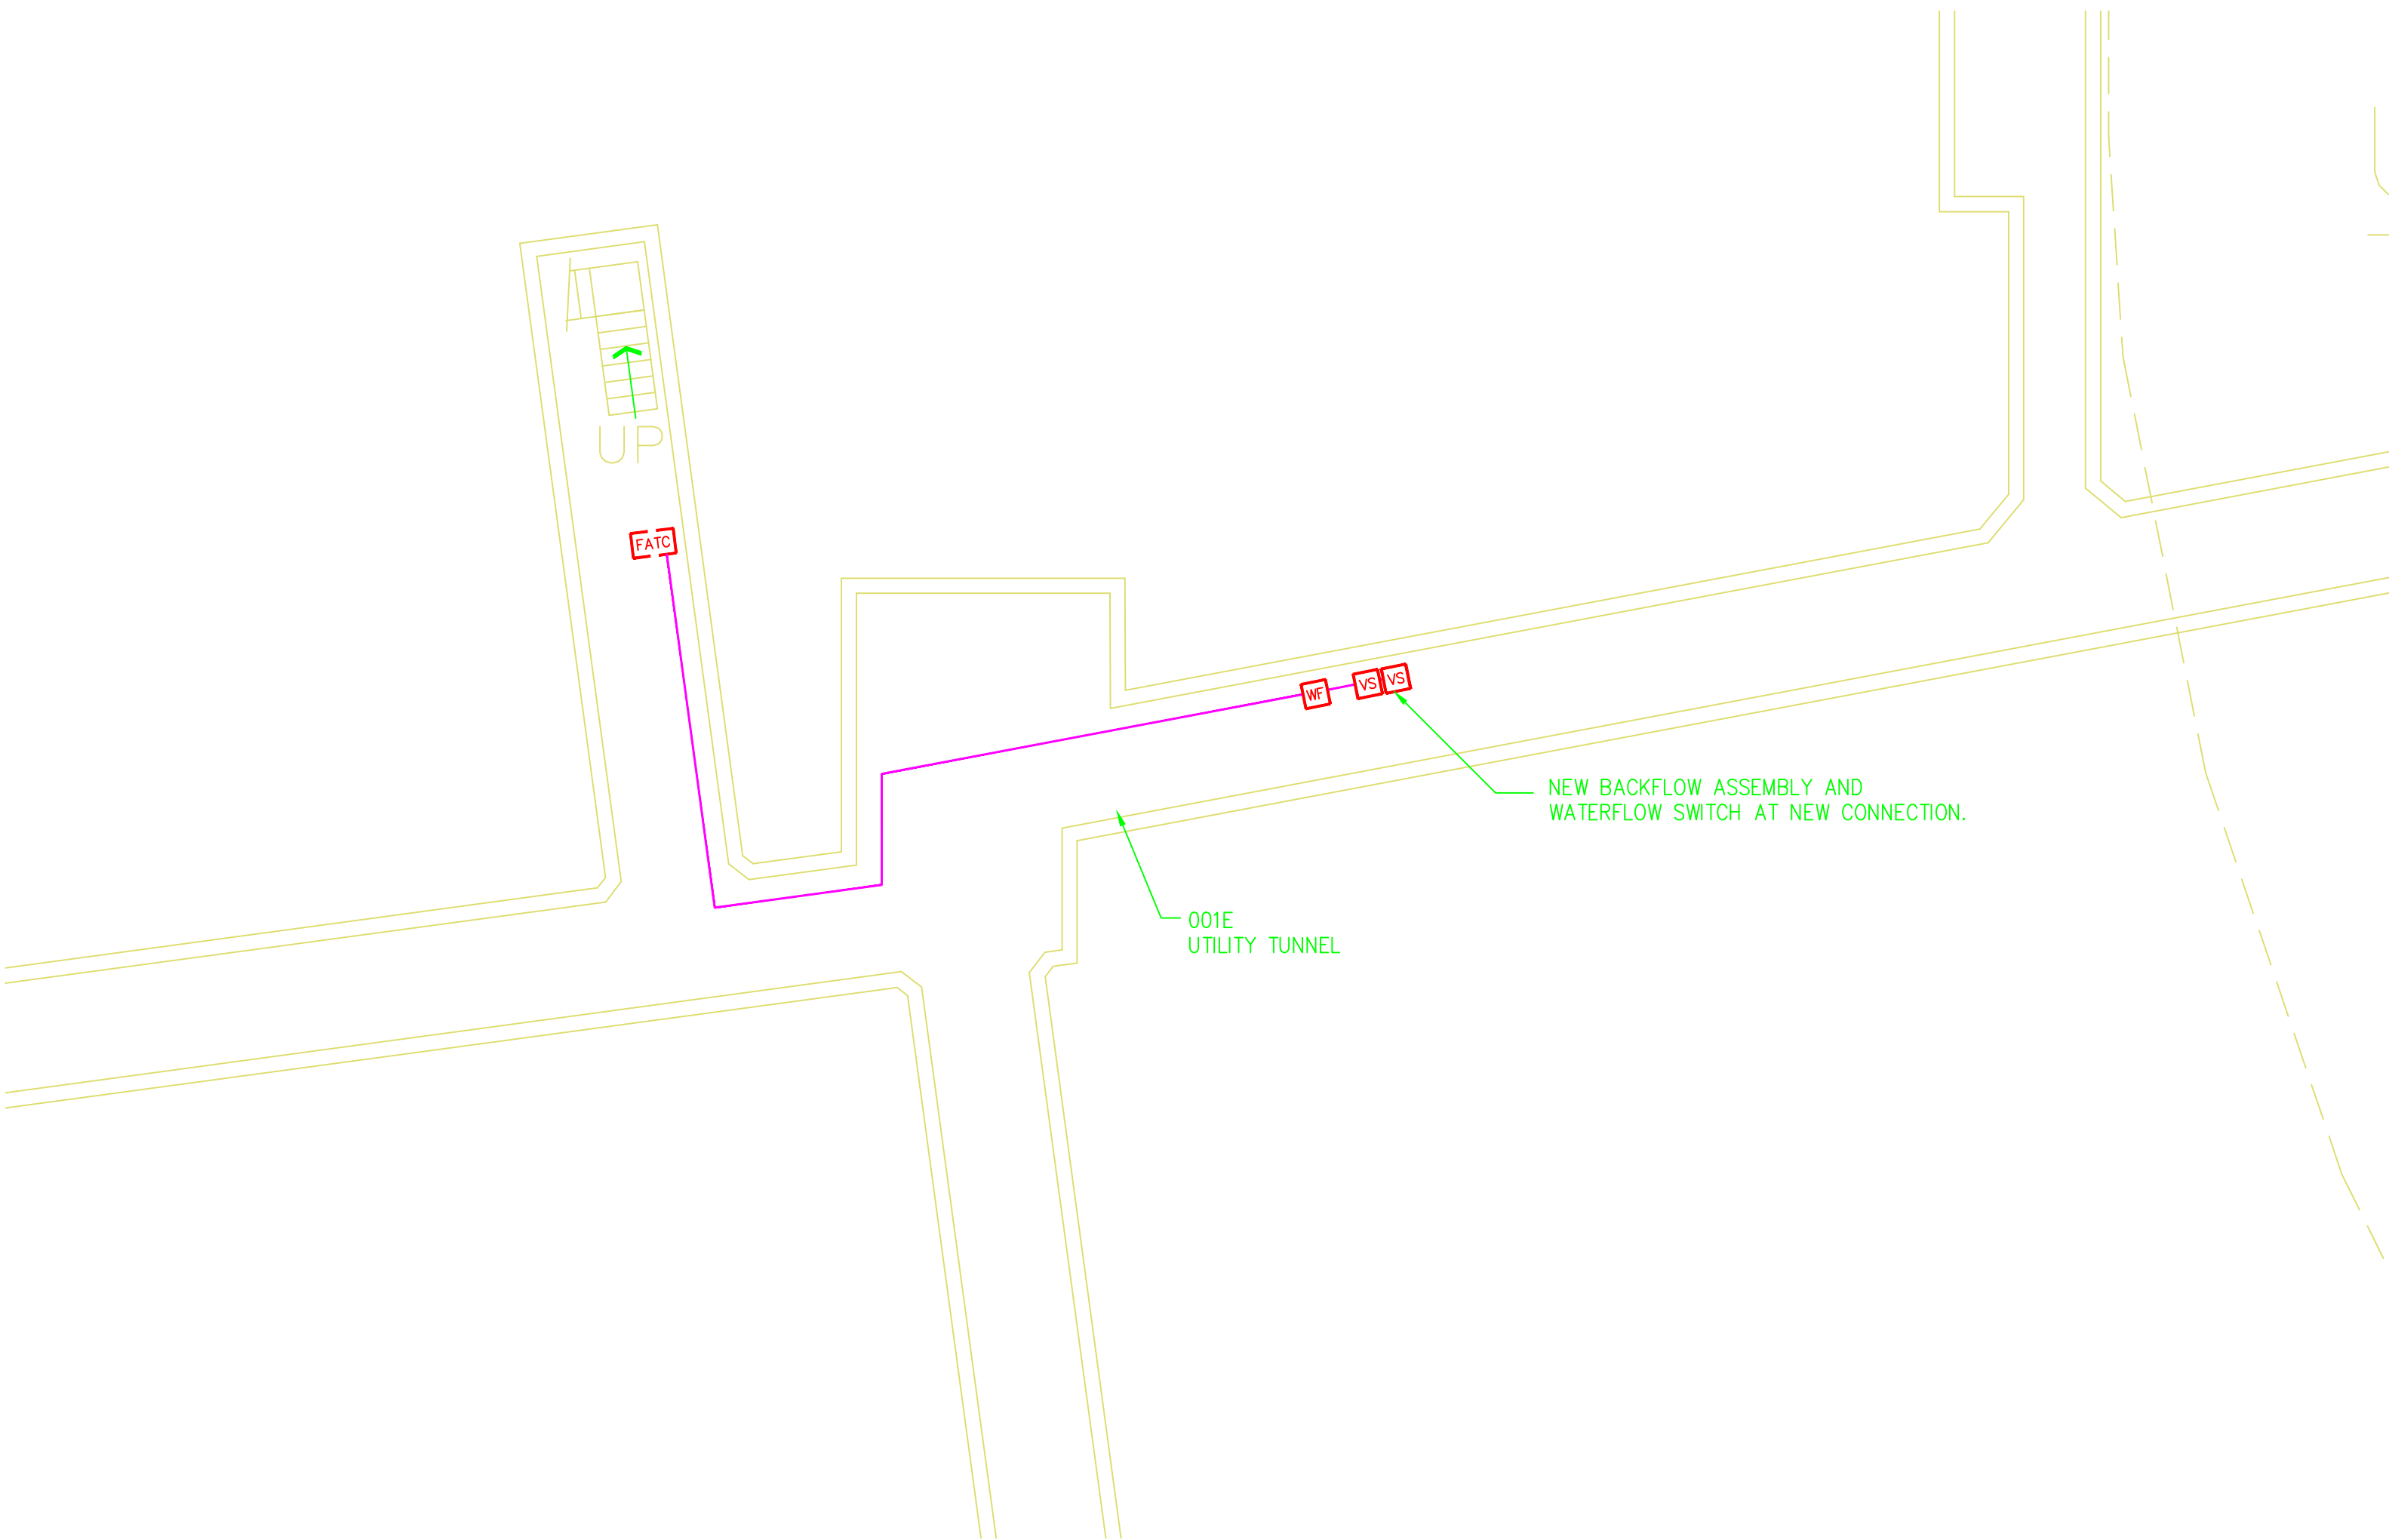 UP
FATC
WF
VS
VS
NEW BACKFLOW ASSEMBLY AND
WATERFLOW SWITCH AT NEW CONNECTION.
001E
UTILITY TUNNEL